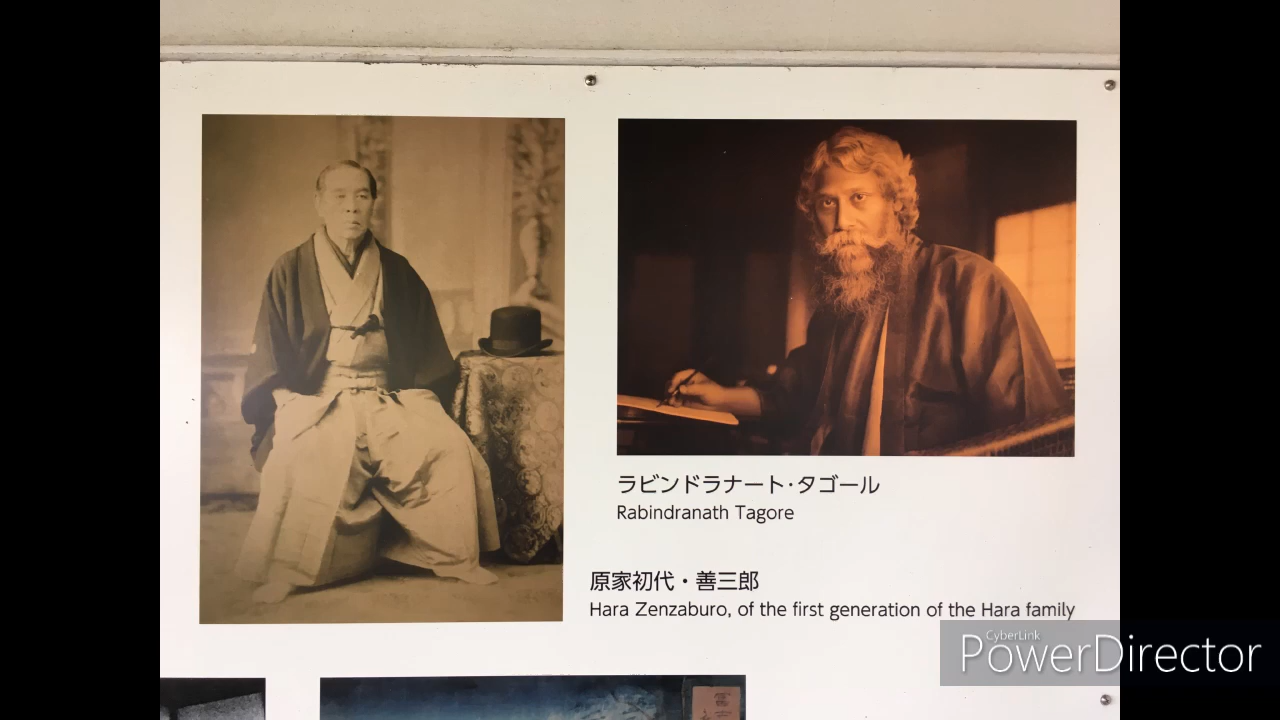 ラビンドラナート・タゴール
Rabindranath Tagore
原家初代・善三郎
Hara Zenzaburo, of the first generation of the Hara family
CyberLink
PowerDirector